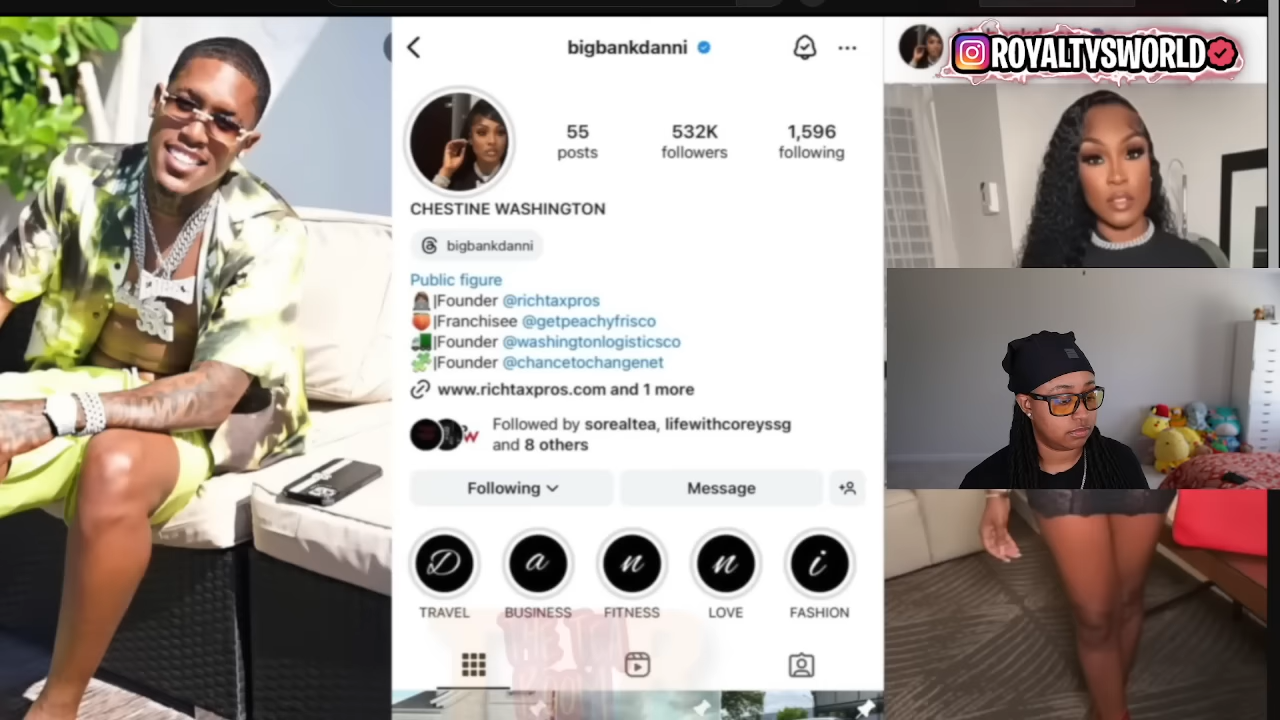 bigbankdanni
ROYALTYSWORLD
55
posts
532K
followers
1,596
following
CHESTINE WASHINGTON
bigbankdanni
Public figure
|Founder @richtaxpros
|Franchisee @getpeachyfrisco
|Founder @washingtonlogisticsco
|Founder @chancetochangenet
www.richtaxpros.com and 1 more
Followed by sorealtea, lifewithcoreyssg
and 8 others
Following
Message
D
a
n
n
i
TRAVEL
BUSINESS
FITNESS
LOVE
FASHION